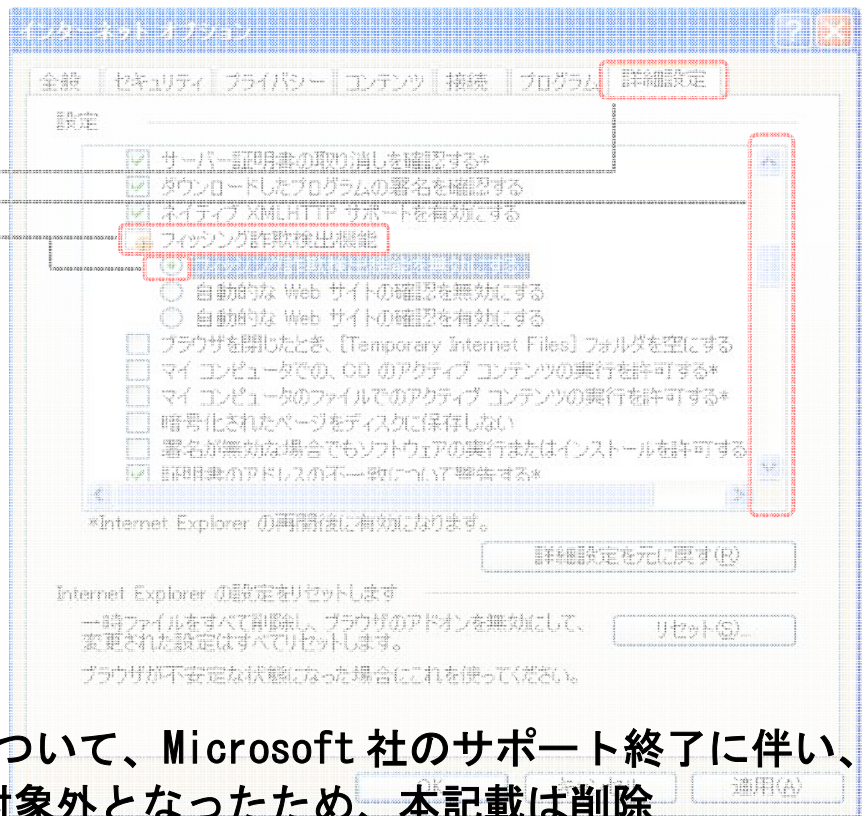 インターネット オプション
全般 セキュリティ プライバシー コンテンツ 接続 プログラム 詳細設定
設定
サーバー証明書の取り消しを確認する*
ダウンロードしたプログラムの署名を確認する
ネイティブ XMLHTTP サポートを有効にする
フィッシング詐欺検出機能
自動的な Web サイトの確認を無効にする
自動的な Web サイトの確認を有効にする
ブラウザを閉じたとき、[Temporary Internet Files] フォルダを空にする
マイ コンピュータでの、CD のアクティブ コンテンツの実行を許可する*
マイ コンピュータのファイルでのアクティブ コンテンツの実行を許可する*
暗号化されたページをディスクに保存しない
署名が無効な場合でもソフトウェアの実行またはインストールを許可する
証明書のアドレスの不一致について警告する*
*Internet Explorer の再開後に有効になります。
詳細設定を元に戻す(R)
Internet Explorer の設定をリセットします
一時ファイルをすべて削除し、ブラウザのアドオンを無効にして、
変更された設定はすべてリセットします。
リセット(S)...
ブラウザが不安定な状態になった場合にこれを使ってください。
ついて、Microsoft 社のサポート終了に伴い、
OK キャンセル 適用(A)
対象外となったため、本記載は削除